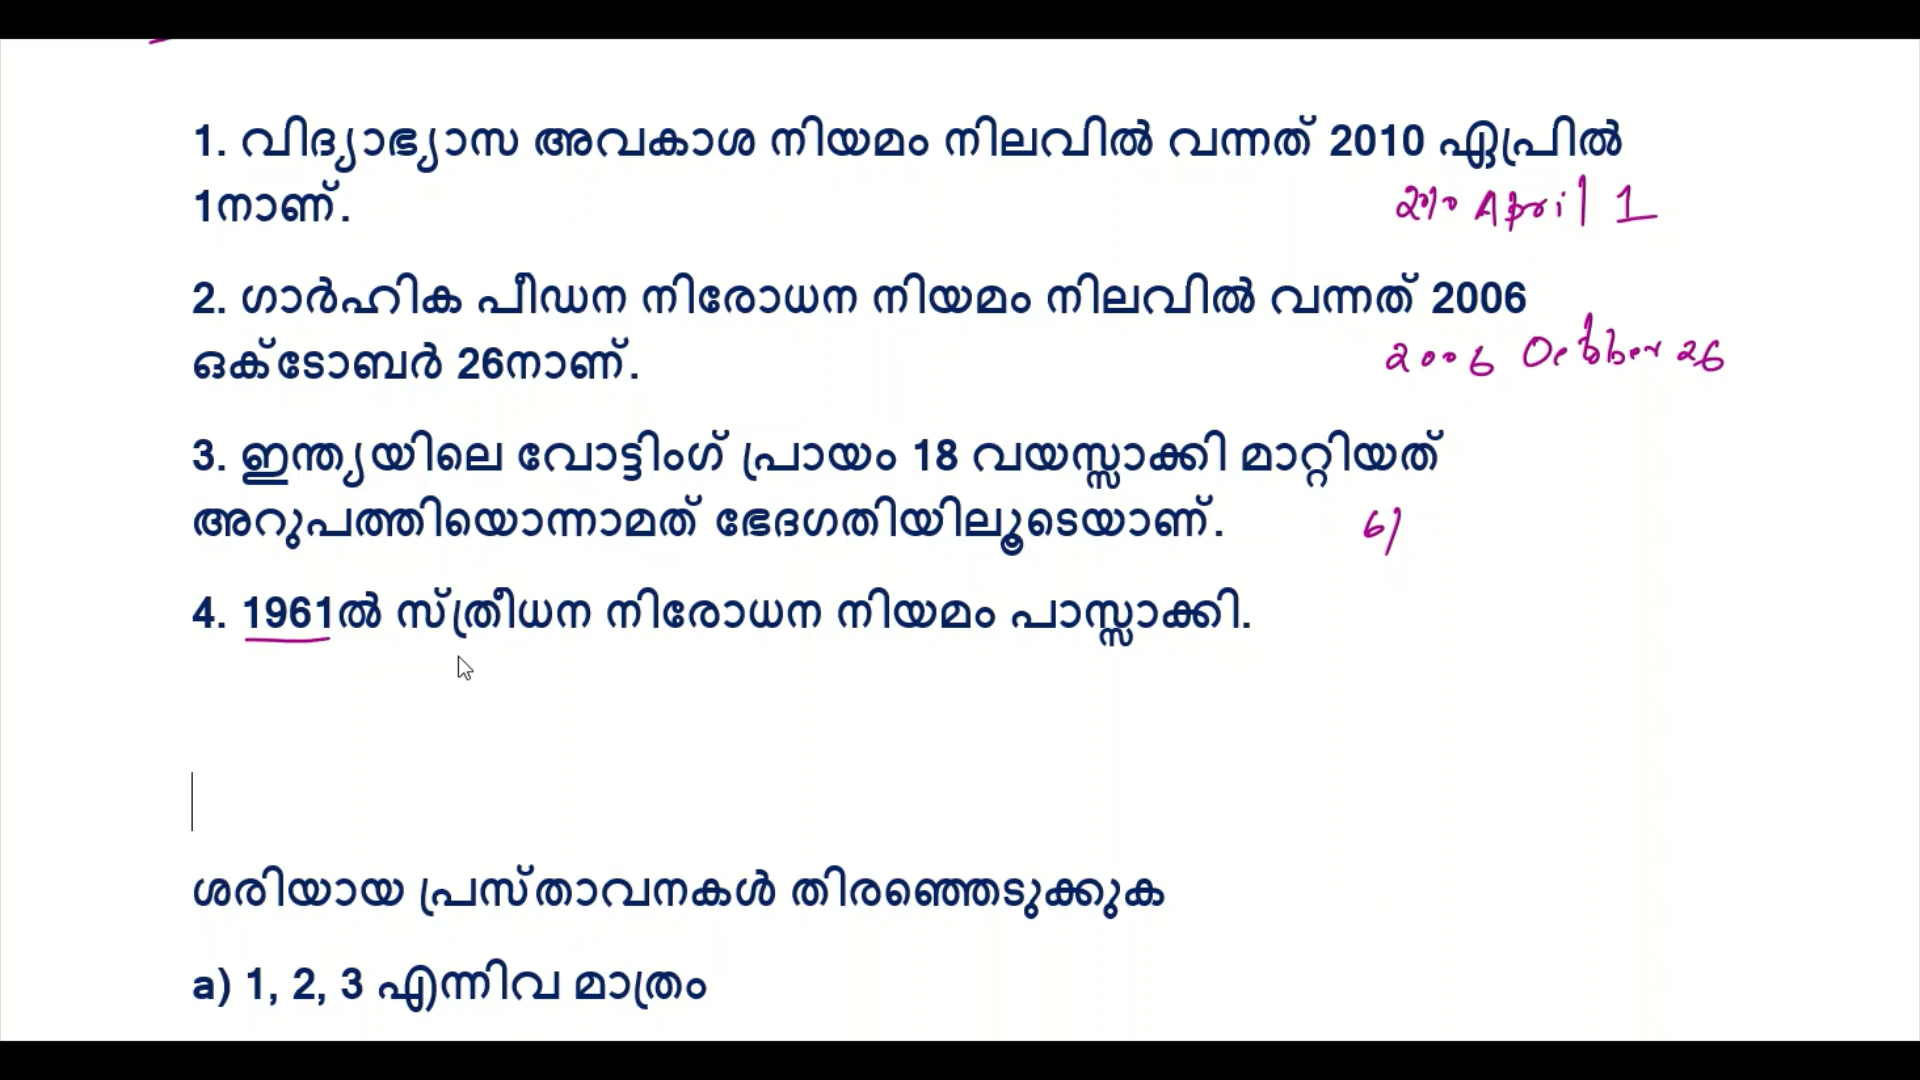 1. വിദ്യാഭ്യാസ അവകാശ നിയമം നിലവിൽ വന്നത് 2010 ഏപ്രിൽ
1നാണ്.
2010 April 1
2. ഗാർഹിക പീഡന നിരോധന നിയമം നിലവിൽ വന്നത് 2006
ഒക്ടോബർ 26നാണ്.
2006 October 26
3. ഇന്ത്യയിലെ വോട്ടിംഗ് പ്രായം 18 വയസ്സാക്കി മാറ്റിയത്
അറുപത്തിയൊന്നാമത് ഭേദഗതിയിലൂടെയാണ്.
61
4. 1961ൽ സ്ത്രീധന നിരോധന നിയമം പാസ്സാക്കി.
ശരിയായ പ്രസ്താവനകൾ തിരഞ്ഞെടുക്കുക
a) 1, 2, 3 എന്നിവ മാത്രം